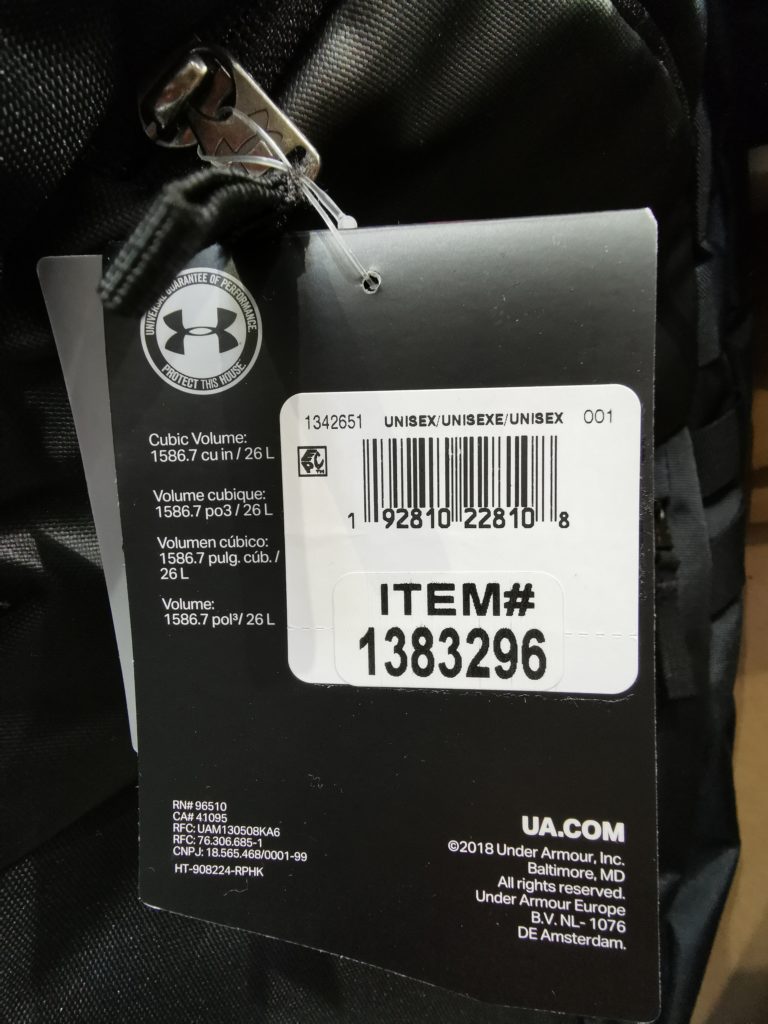 UNIVERSAL GUARANTEE OF PERFORMANCE.
PROTECT THIS HOUSE.
Cubic Volume:
1586.7 cu in / 26 L
Volume cubique:
1586.7 po3 / 26 L
Volumen cúbico:
1586.7 pulg. cúb. /
26 L
Volume:
1586.7 pol³/ 26 L
1342651 UNISEX/UNISEXE/UNISEX 001
1 92810 22810 8
ITEM#
1383296
RN# 96510
CA# 41095
RFC: UAM130508KA6
RFC: 76.306.685-1
CNPJ: 18.565.468/0001-99
HT-908224-RPHK
UA.COM
©2018 Under Armour, Inc.
Baltimore, MD
All rights reserved.
Under Armour Europe
B.V. NL- 1076
DE Amsterdam.